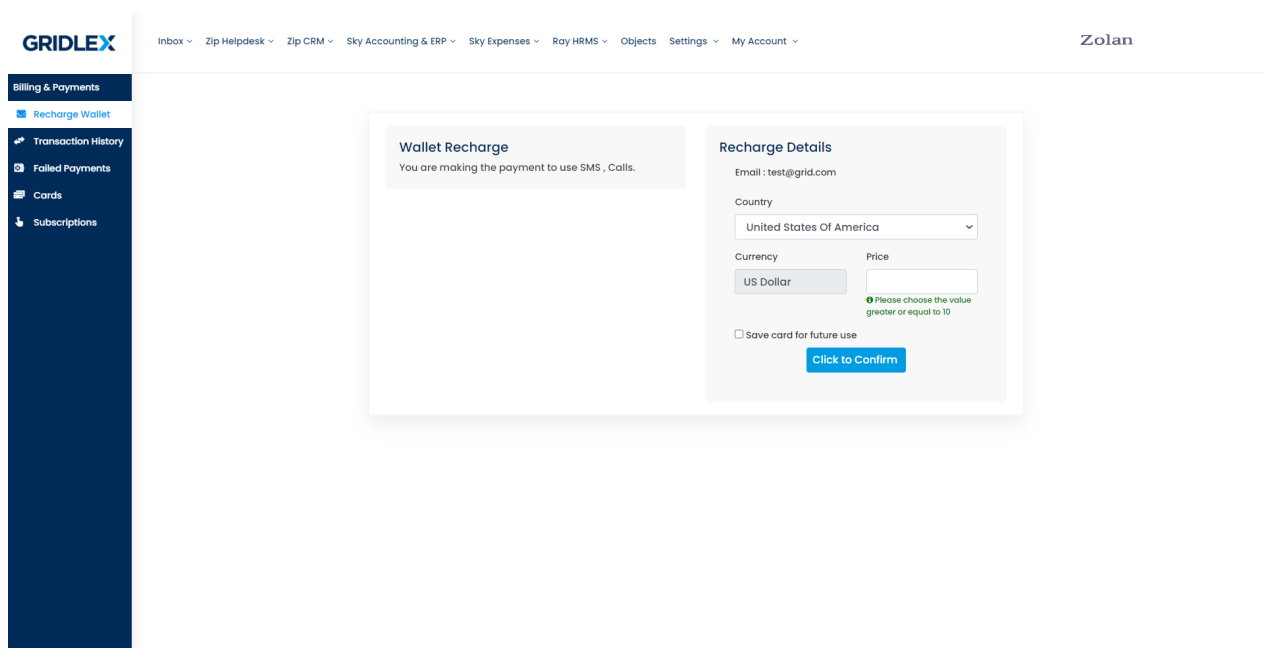 GRIDLEX
Inbox Zip Helpdesk Zip CRM Sky Accounting & ERP Sky Expenses Ray HRMS Objects Settings My Account
Zolan
Billing & Payments
Recharge Wallet
Transaction History
Failed Payments
Cards
Subscriptions
Wallet Recharge
You are making the payment to use SMS , Calls.
Recharge Details
Email : test@grid.com
Country
United States Of America
Currency Price
US Dollar
Please choose the value
greater or equal to 10
Save card for future use
Click to Confirm